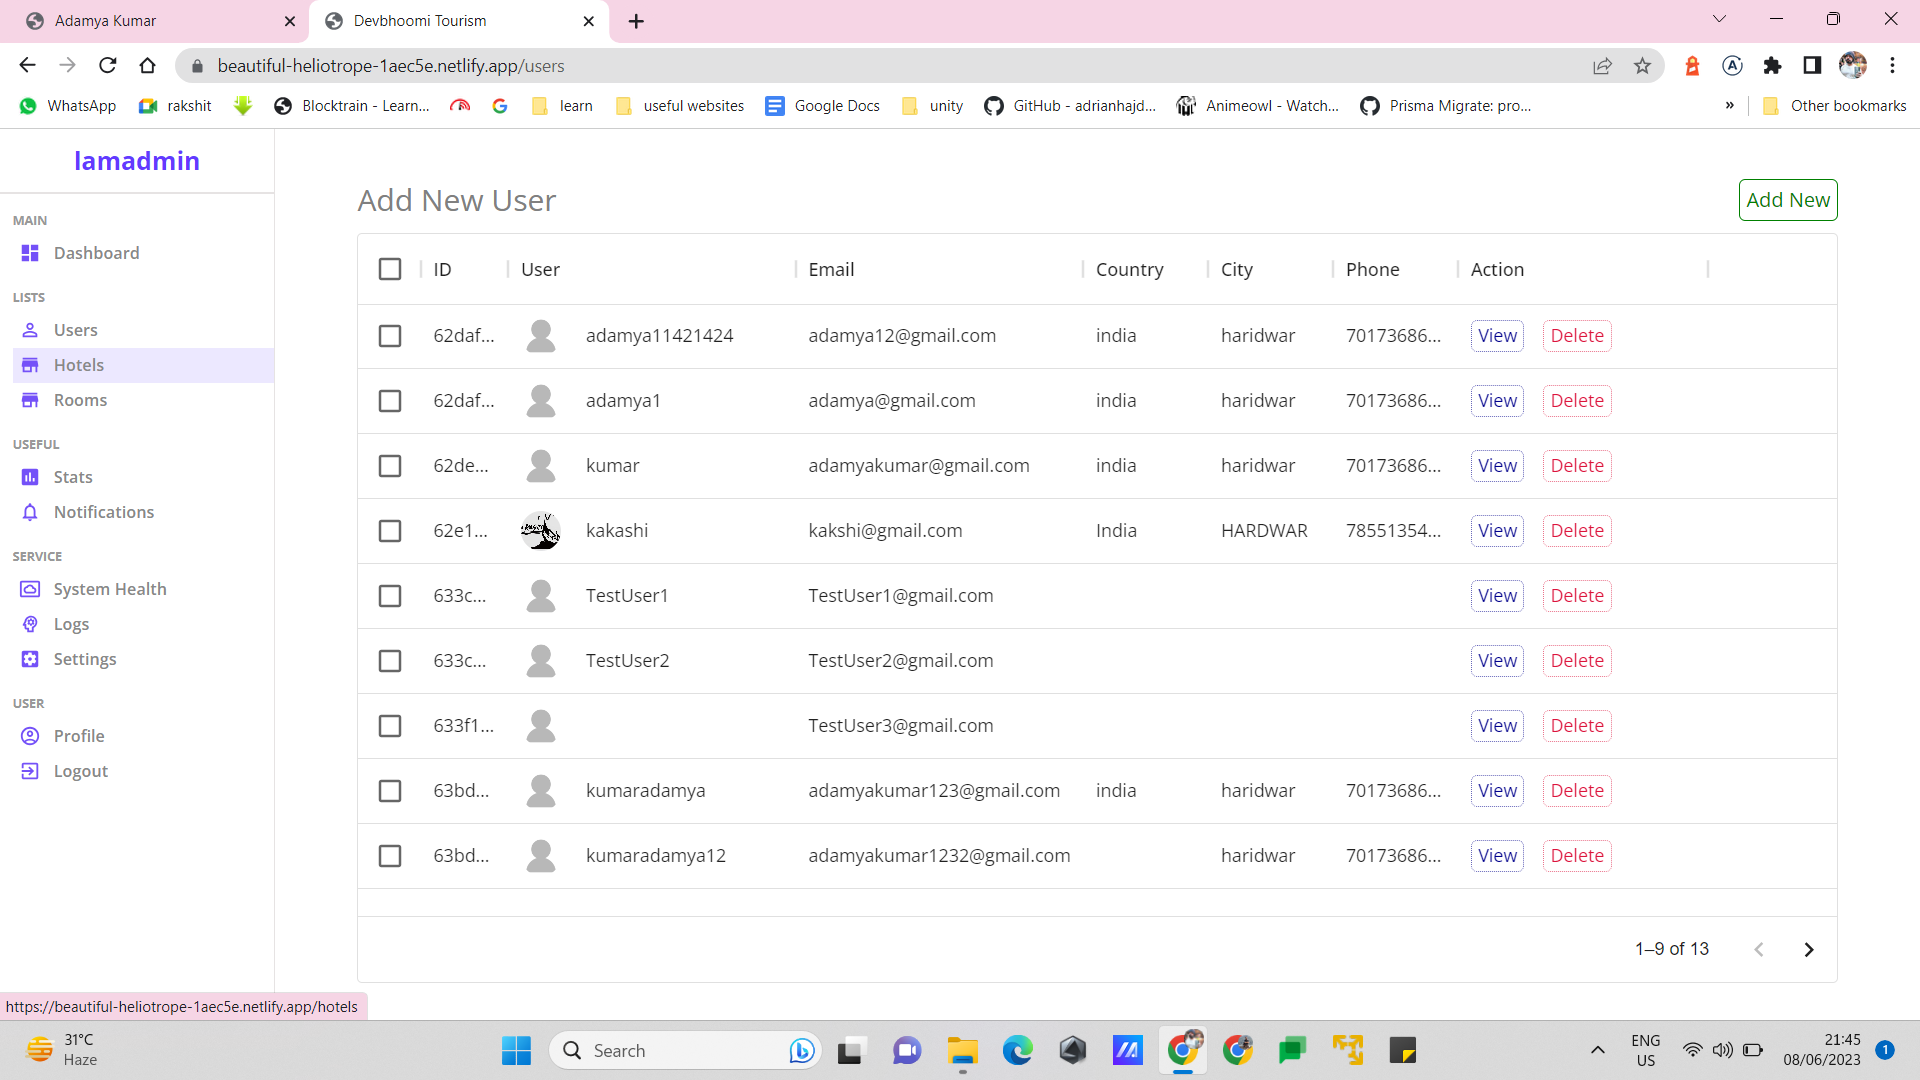 Adamya Kumar
Devbhoomi Tourism
beautiful-heliotrope-1aec5e.netlify.app/users
WhatsApp
rakshit
Blocktrain - Learn...
learn
useful websites
Google Docs
unity
GitHub - adrianhajd...
Animeowl - Watch...
Prisma Migrate: pro...
»
Other bookmarks
lamadmin
MAIN
Dashboard
LISTS
Users
Hotels
Rooms
USEFUL
Stats
Notifications
SERVICE
System Health
Logs
Settings
USER
Profile
Logout
Add New User
Add New
ID User Email Country City Phone Action
62daf... adamya11421424 adamya12@gmail.com india haridwar 70173686... View Delete
62daf... adamya1 adamya@gmail.com india haridwar 70173686... View Delete
62de... kumar adamyakumar@gmail.com india haridwar 70173686... View Delete
62e1... kakashi kakshi@gmail.com India HARDWAR 78551354... View Delete
633c... TestUser1 TestUser1@gmail.com View Delete
633c... TestUser2 TestUser2@gmail.com View Delete
633f1... TestUser3@gmail.com View Delete
63bd... kumaradamya adamyakumar123@gmail.com india haridwar 70173686... View Delete
63bd... kumaradamya12 adamyakumar1232@gmail.com haridwar 70173686... View Delete
1–9 of 13
https://beautiful-heliotrope-1aec5e.netlify.app/hotels
31°C
Haze
Search
ENG
US
21:45
08/06/2023
1